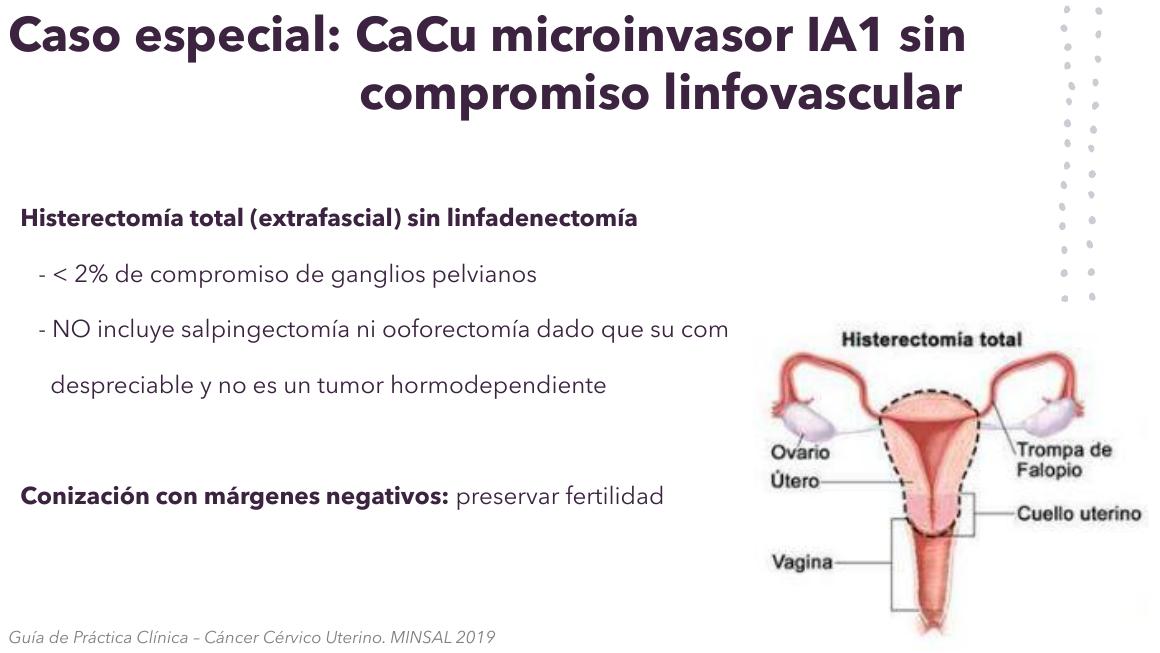 Caso especial: CaCu microinvasor IA1 sin
compromiso linfovascular
Histerectomía total (extrafascial) sin linfadenectomía
- < 2% de compromiso de ganglios pelvianos
- NO incluye salpingectomía ni ooforectomía dado que su com
despreciable y no es un tumor hormodependiente
Conización con márgenes negativos: preservar fertilidad
Histerectomía total
Ovario
Útero
Vagina
Trompa de
Falopio
Cuello uterino
Guía de Práctica Clínica – Cáncer Cérvico Uterino. MINSAL 2019